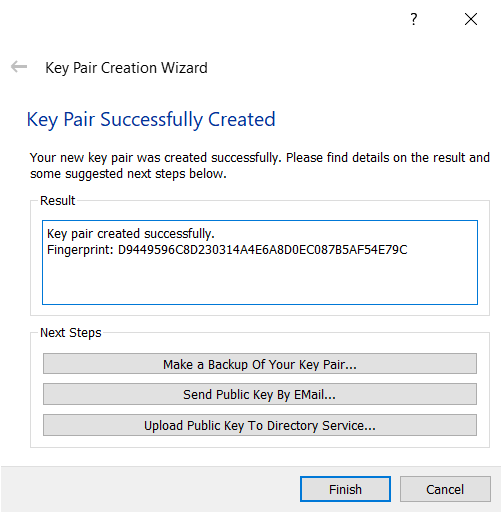 ?
Key Pair Creation Wizard
Key Pair Successfully Created
Your new key pair was created successfully. Please find details on the result and
some suggested next steps below.
Result
Key pair created successfully.
Fingerprint: D9449596C8D230314A4E6A8D0EC087B5AF54E79C
Next Steps
Make a Backup Of Your Key Pair...
Send Public Key By EMail...
Upload Public Key To Directory Service...
Finish
Cancel